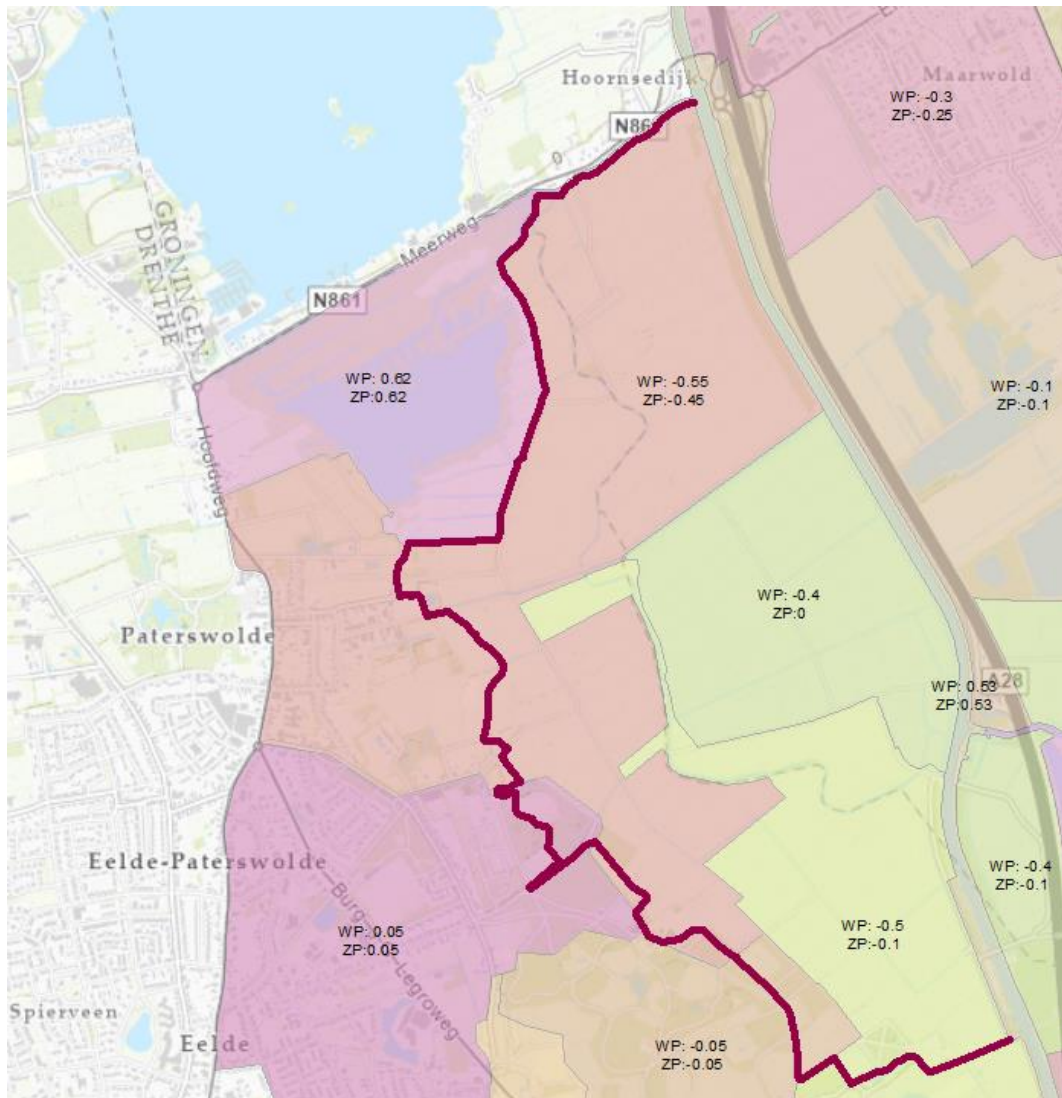 Hoornsedijk
Maarwold
WP: -0.3
ZP:-0.25
0
Meerweg
GRONINGEN
DRENTHE
N861
WP: 0.62
ZP:0.62
WP: -0.55
ZP:-0.45
WP: -0.1
ZP:-0.1
Hoofdweg
WP: -0.4
ZP:0
Paterswolde
WP: 0.53
ZP:0.53
A28
Eelde-Paterswolde
WP: -0.4
ZP:-0.1
Burg.
Legroweg
WP: 0.05
ZP:0.05
WP: -0.5
ZP:-0.1
Spierveen
Eelde
WP: -0.05
ZP:-0.05